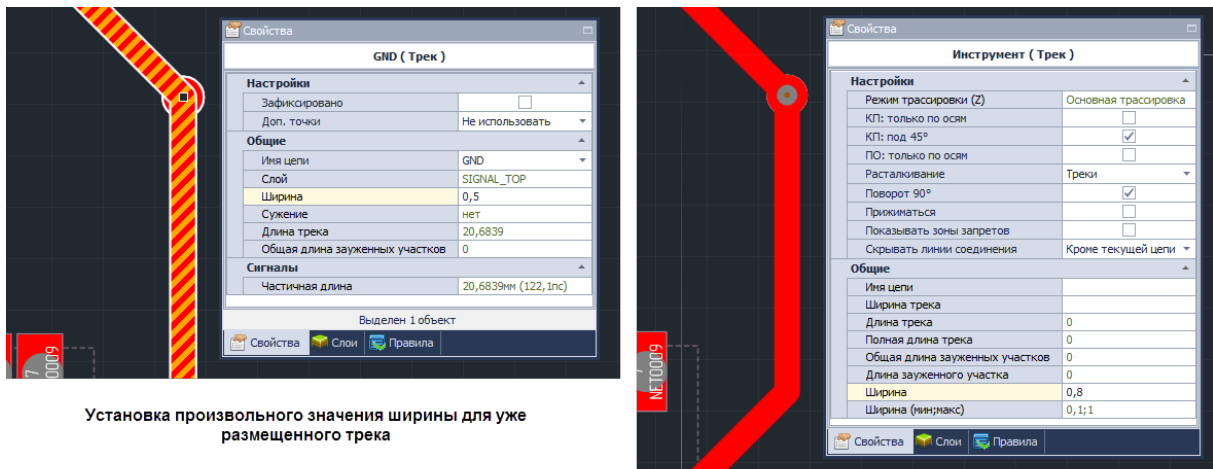 Свойства
GND ( Трек )
Настройки
Зафиксировано
Доп. точки Не использовать
Общие
Имя цепи GND
Слой SIGNAL_TOP
Ширина 0,5
Сужение нет
Длина трека 20,6839
Общая длина зауженных участков 0
Сигналы
Частичная длина 20,6839мм (122,1пс)
Выделен 1 объект
Свойства Слои Правила
7
0009
Установка произвольного значения ширины для уже
размещенного трека
Свойства
Инструмент ( Трек )
Настройки
Режим трассировки (Z) Основная трассировка
КП: только по осям
КП: под 45°
ПО: только по осям
Расталкивание Треки
Поворот 90°
Прижиматься
Показывать зоны запретов
Скрывать линии соединения Кроме текущей цепи
Общие
Имя цепи
Ширина трека
Длина трека 0
Полная длина трека 0
Общая длина зауженных участков 0
Длина зауженного участка 0
Ширина 0,8
Ширина (мин;макс) 0,1;1
Свойства Слои Правила
7
NET0009